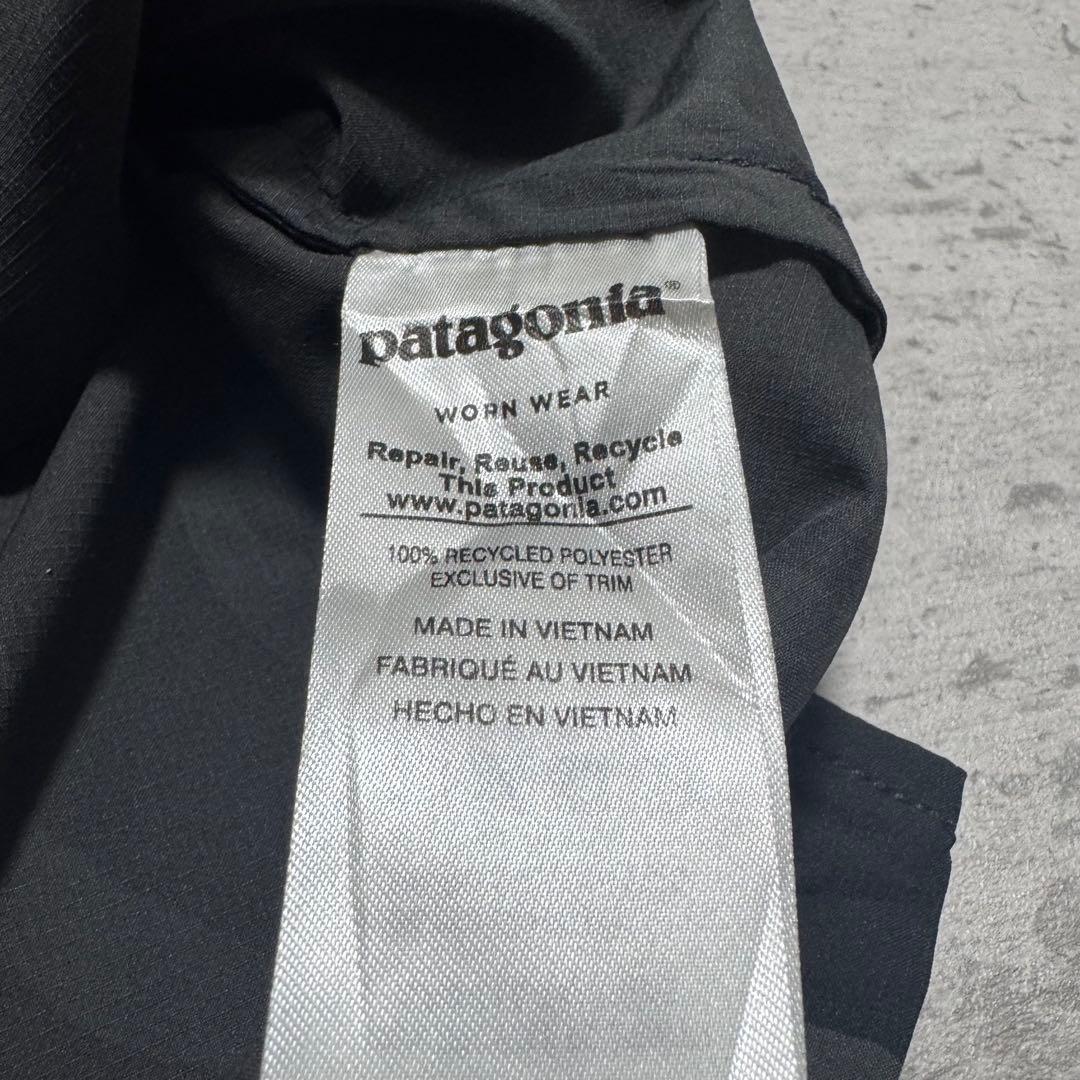 patagonia®
WORN WEAR
Repair, Reuse, Recycle
This Product
www.patagonia.com
100% RECYCLED POLYESTER
EXCLUSIVE OF TRIM
MADE IN VIETNAM
FABRIQUÉ AU VIETNAM
HECHO EN VIETNAM